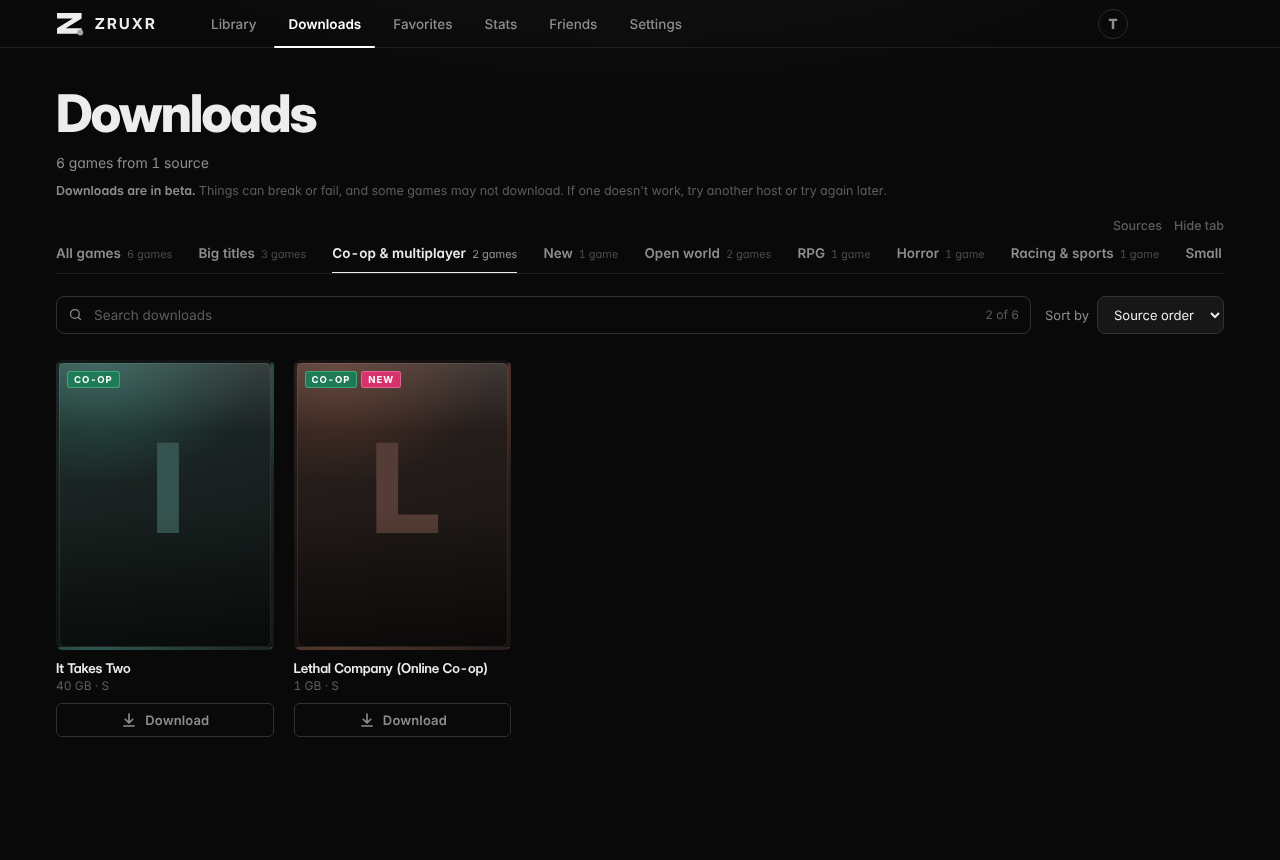 ZRUXR Library Downloads Favorites Stats Friends Settings T
Downloads
6 games from 1 source
Downloads are in beta. Things can break or fail, and some games may not download. If one doesn't work, try another host or try again later.
Sources Hide tab
All games 6 games Big titles 3 games Co-op & multiplayer 2 games New 1 game Open world 2 games RPG 1 game Horror 1 game Racing & sports 1 game Small
Search downloads 2 of 6 Sort by Source order
CO-OP CO-OP NEW
I L
It Takes Two Lethal Company (Online Co-op)
40 GB · S 1 GB · S
Download Download